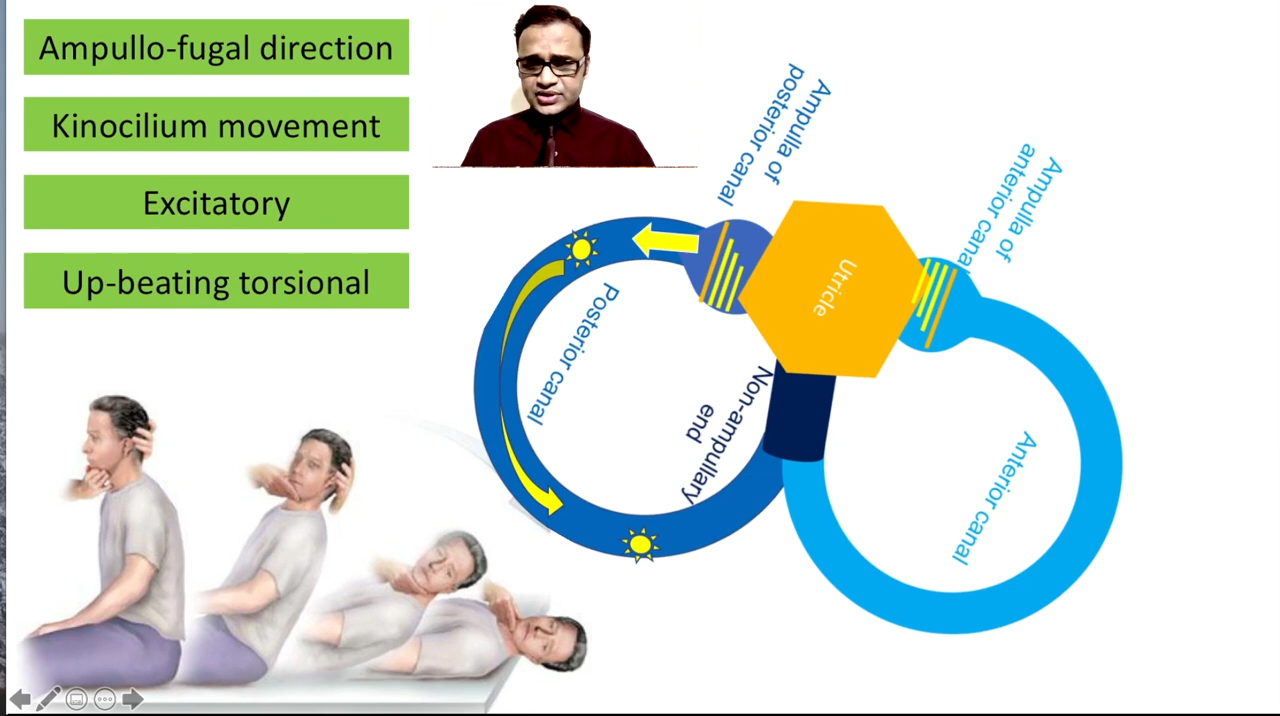 Ampullo-fugal direction
Kinocilium movement
Excitatory
Up-beating torsional
Ampulla of
posterior canal
Ampulla of
anterior canal
Utricle
Posterior canal
Non-ampullary
end
Anterior canal